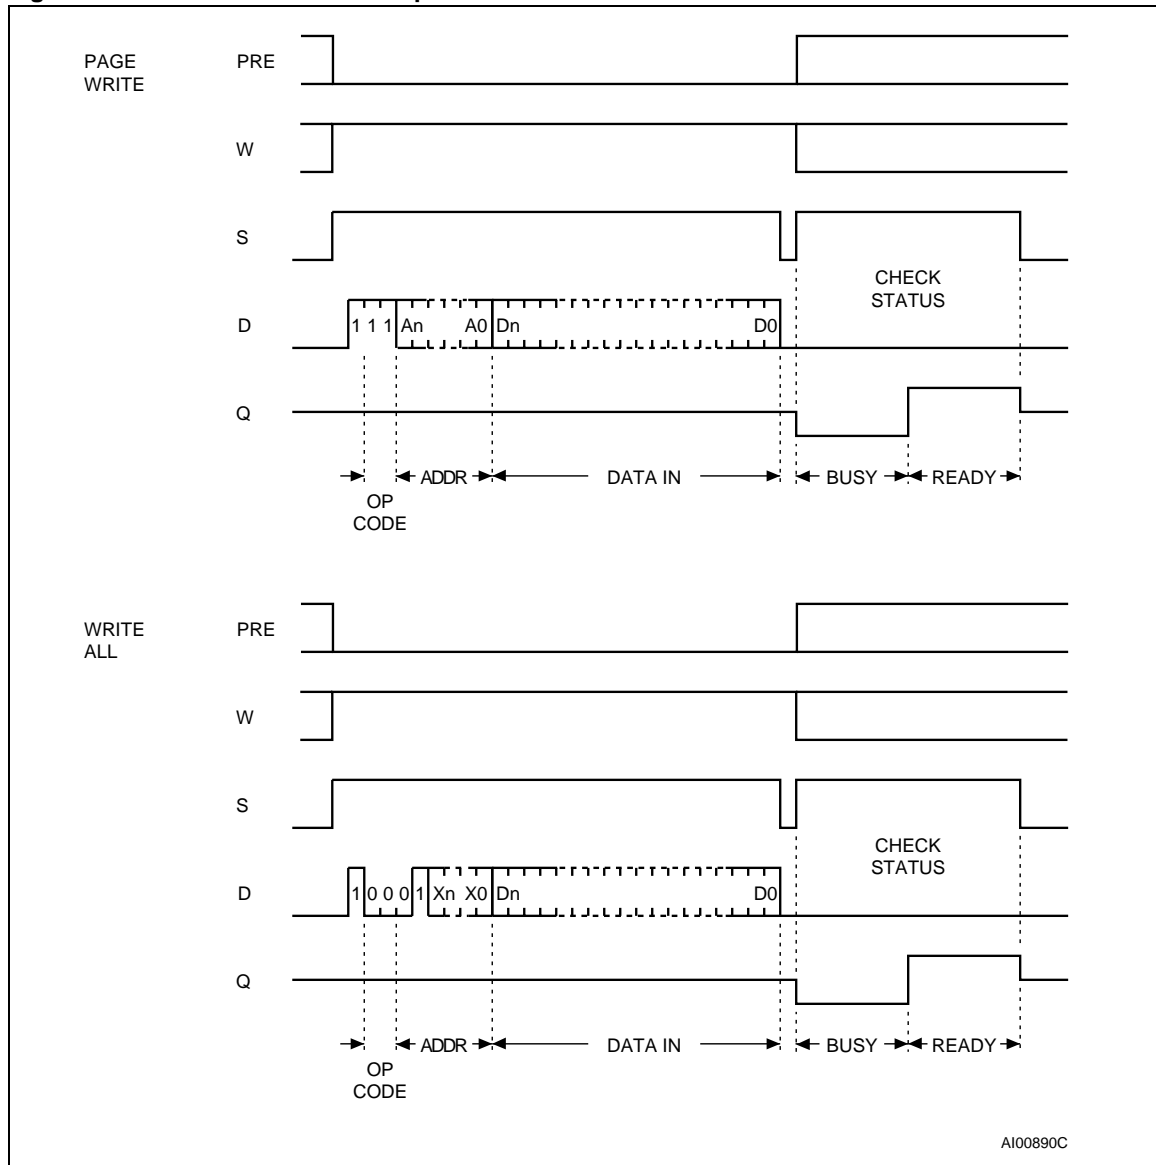 PAGE WRITE
PRE
W
S
CHECK STATUS
D
1 1 1 An A0 Dn D0
Q
ADDR DATA IN BUSY READY
OP CODE
WRITE ALL
PRE
W
S
CHECK STATUS
D
1 0 0 0 1 Xn X0 Dn D0
Q
ADDR DATA IN BUSY READY
OP CODE
AI00890C